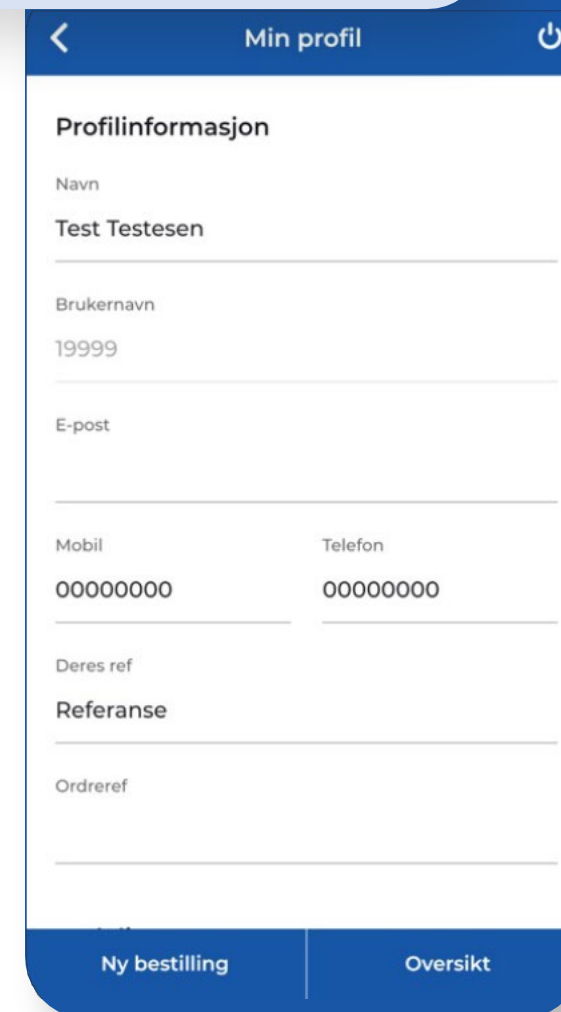 Min profil
Profilinformasjon
Navn
Test Testesen
Brukernavn
19999
E-post
Mobil Telefon
00000000 00000000
Deres ref
Referanse
Ordreref
Ny bestilling Oversikt